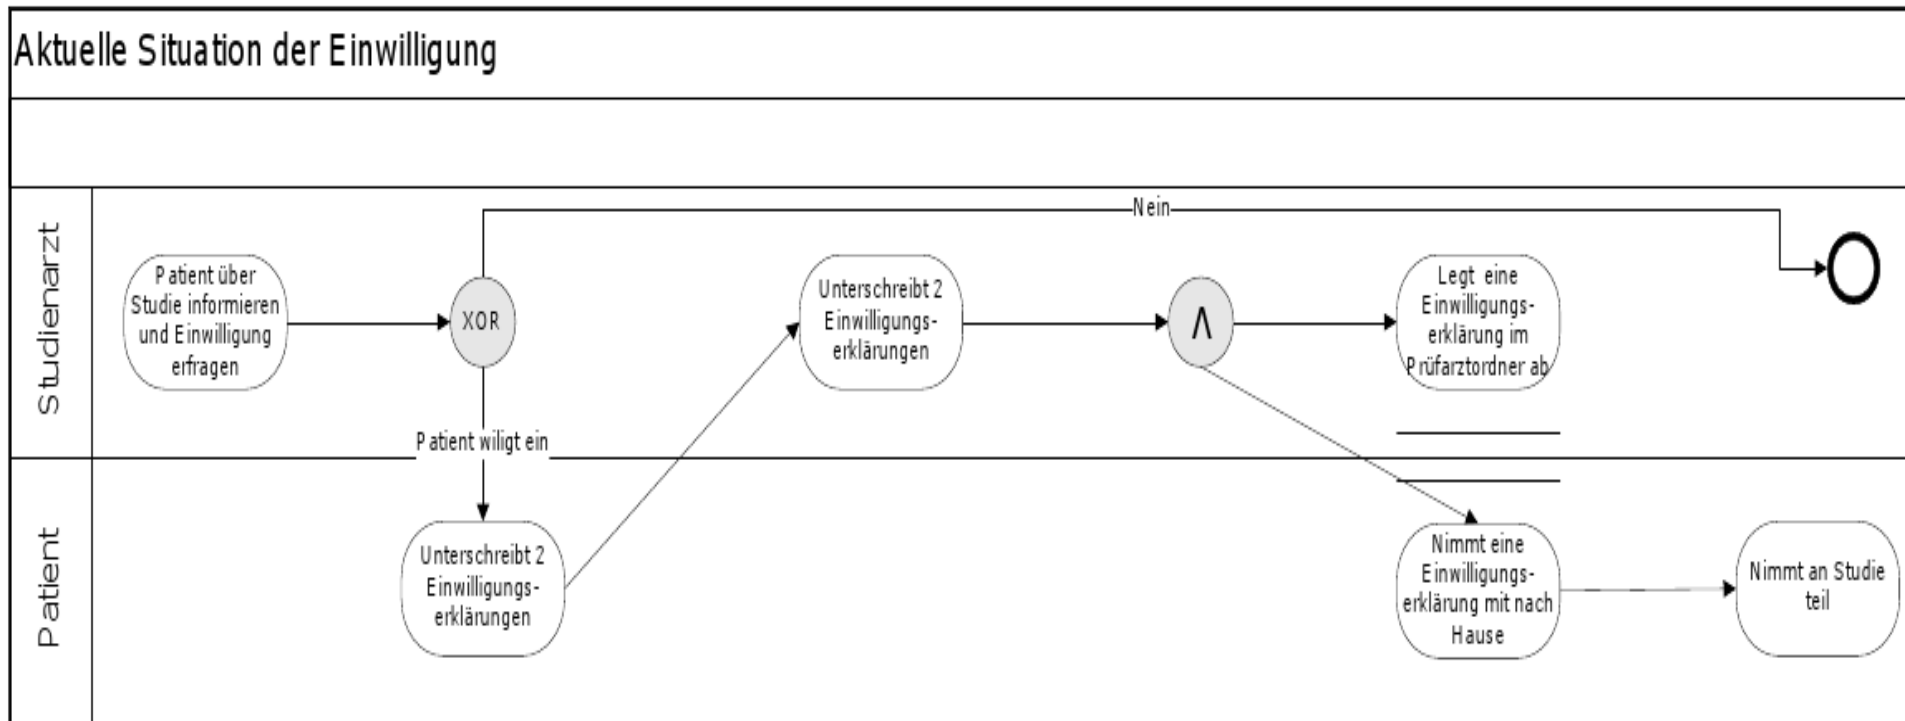 Aktuelle Situation der Einwilligung
Studienarzt
Nein
Patient über
Studie informieren
und Einwilligung
erfragen
XOR
Unterschreibt 2
Einwilligungs-
erklärungen
Λ
Legt eine
Einwilligungs-
erklärung im
Prüfarztordner ab
Patient wiligt ein
Patient
Unterschreibt 2
Einwilligungs-
erklärungen
Nimmt eine
Einwilligungs-
erklärung mit nach
Hause
Nimmt an Studie
teil